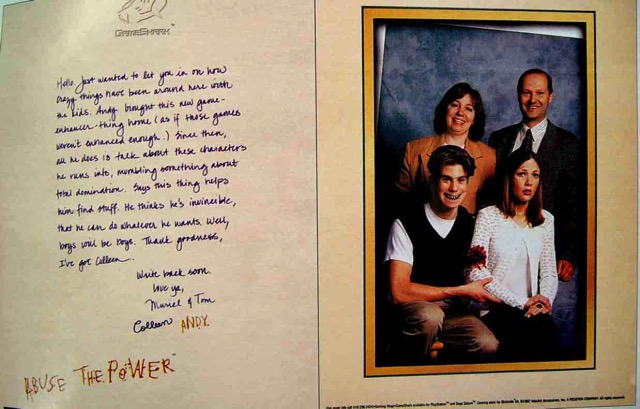 GameShark™
Hello. Just wanted to let you in on how
crazy things have been around here with
the kids. Andy brought this new game-
enhancer-thing home (as if those games
weren't enhanced enough.) Since then,
all he does is talk about these characters
he runs into, mumbling something about
total domination. Says this thing helps
him find stuff. He thinks he's invincible,
that he can do whatever he wants. Well,
boys will be boys. Thank goodness,
I've got Colleen.
Write back soon.
Love ya,
Muriel & Tom
Colleen ANDY.
ABUSE THE POWER™